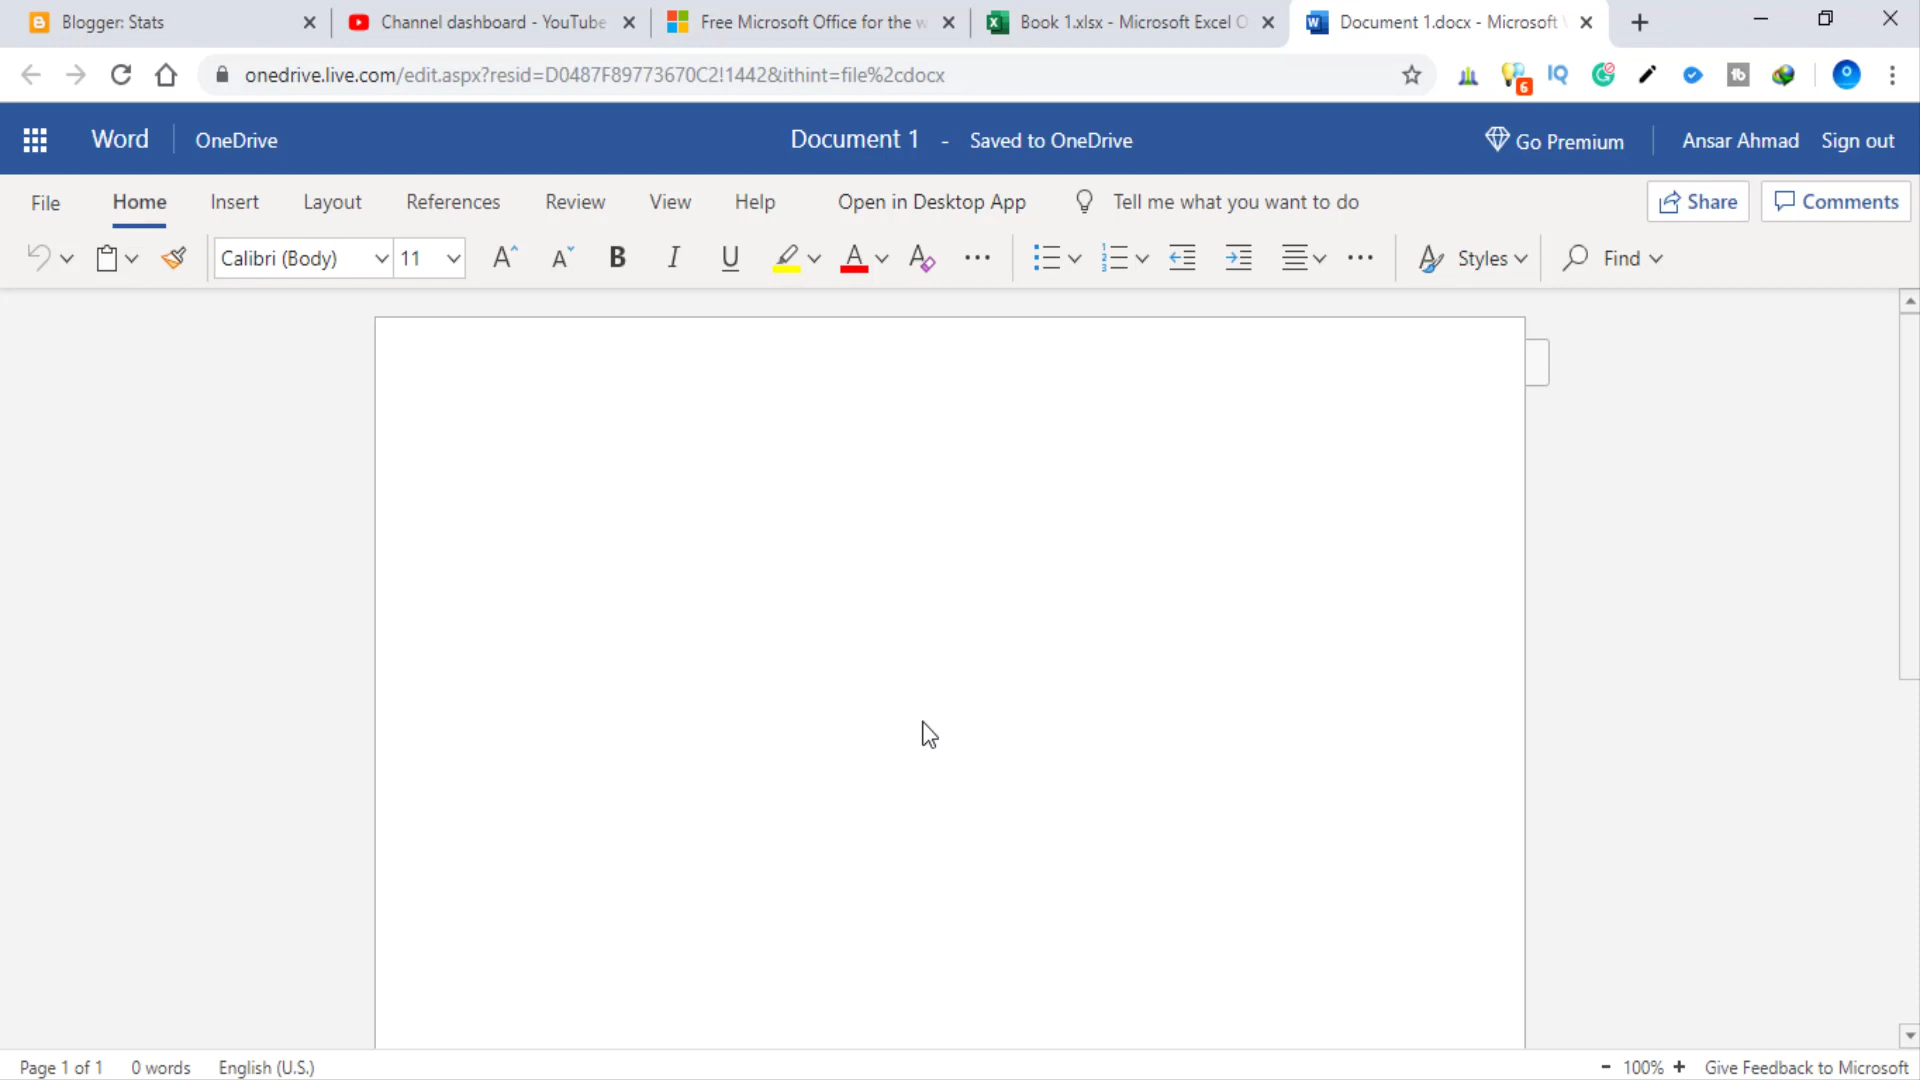 Blogger: Stats
Channel dashboard - YouTube
Free Microsoft Office for the w
Book 1.xlsx - Microsoft Excel O
Document 1.docx - Microsoft
onedrive.live.com/edit.aspx?resid=D0487F89773670C2!1442&ithint=file%2cdocx
6
IQ
tb
Word OneDrive
Document 1 - Saved to OneDrive
Go Premium
Ansar Ahmad
Sign out
File Home Insert Layout References Review View Help Open in Desktop App Tell me what you want to do
Share
Comments
Calibri (Body) 11
Styles
Find
Page 1 of 1 0 words English (U.S.)
- 100% + Give Feedback to Microsoft